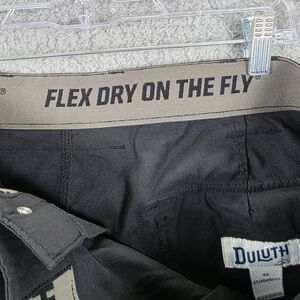 ® FLEX DRY ON THE FLY®
DULUTH